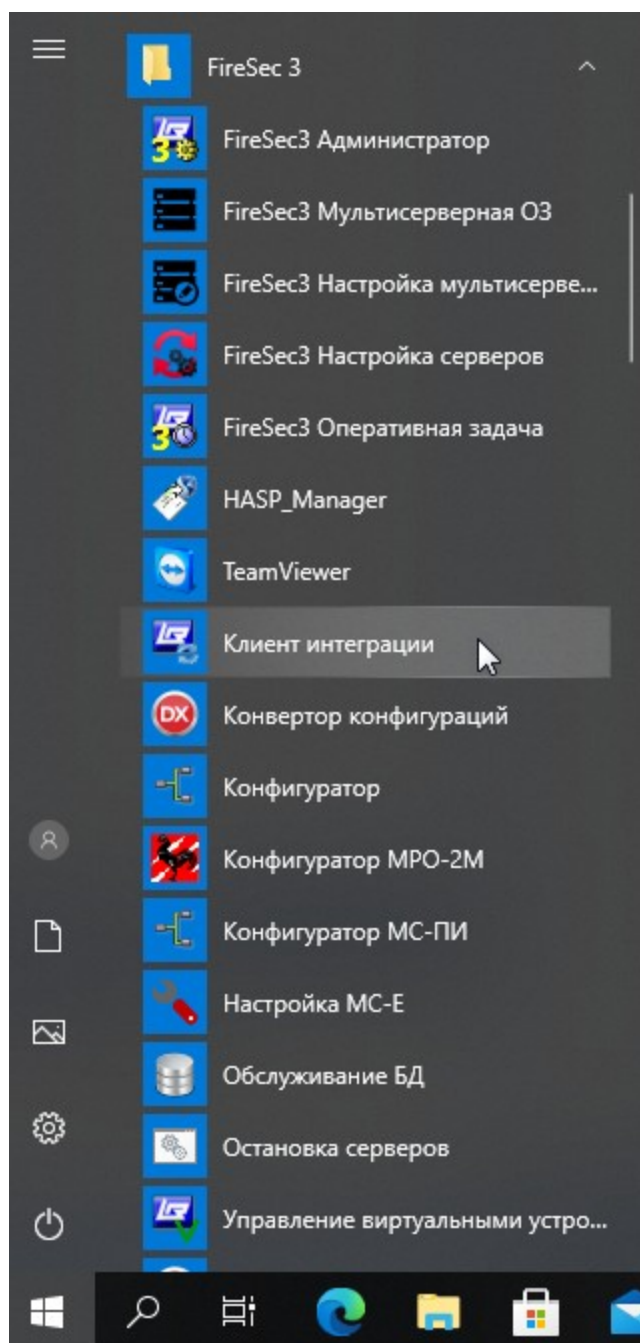 FireSec 3
FireSec3 Администратор
FireSec3 Мультисерверная ОЗ
FireSec3 Настройка мультисерве...
FireSec3 Настройка серверов
FireSec3 Оперативная задача
HASP_Manager
TeamViewer
Клиент интеграции
Конвертор конфигураций
Конфигуратор
Конфигуратор МРО-2М
Конфигуратор МС-ПИ
Настройка МС-Е
Обслуживание БД
Остановка серверов
Управление виртуальными устро...